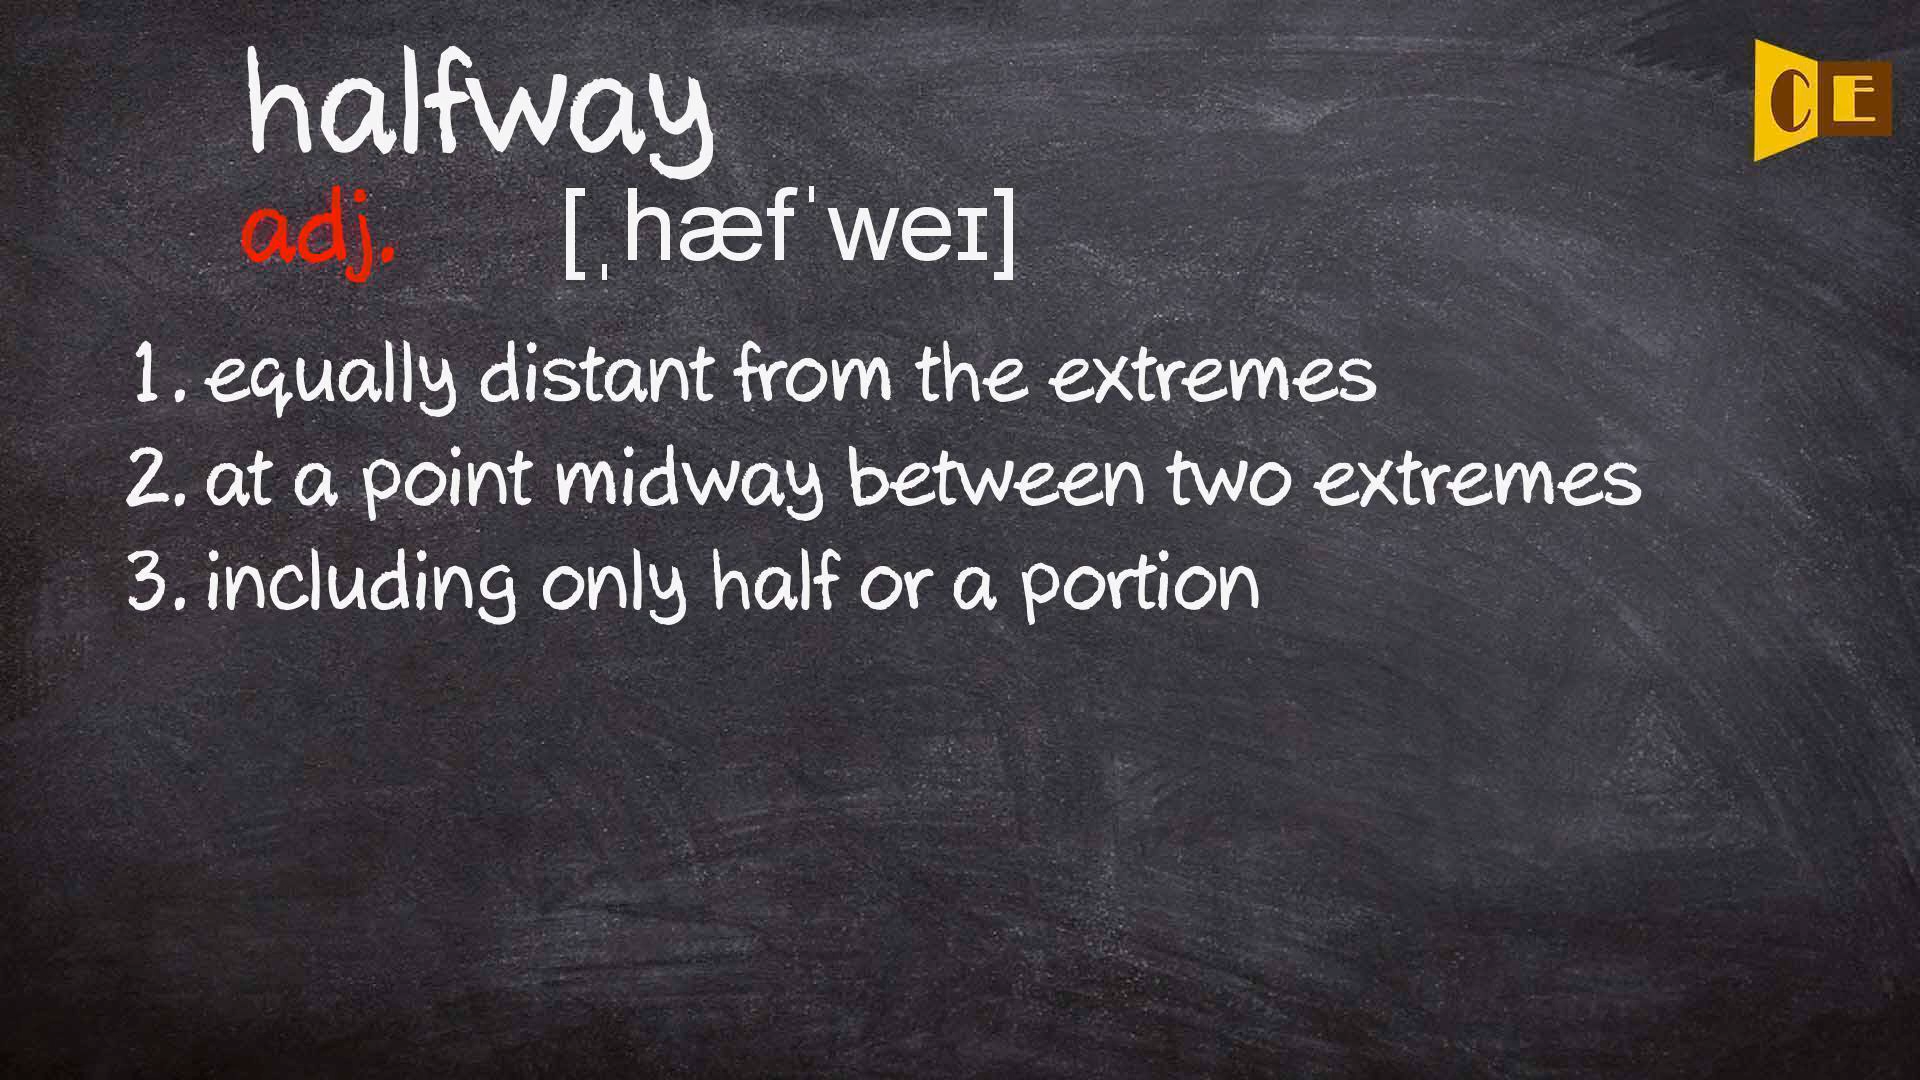 halfway
CE
adj. [ˌhæfˈweɪ]
1. equally distant from the extremes
2. at a point midway between two extremes
3. including only half or a portion